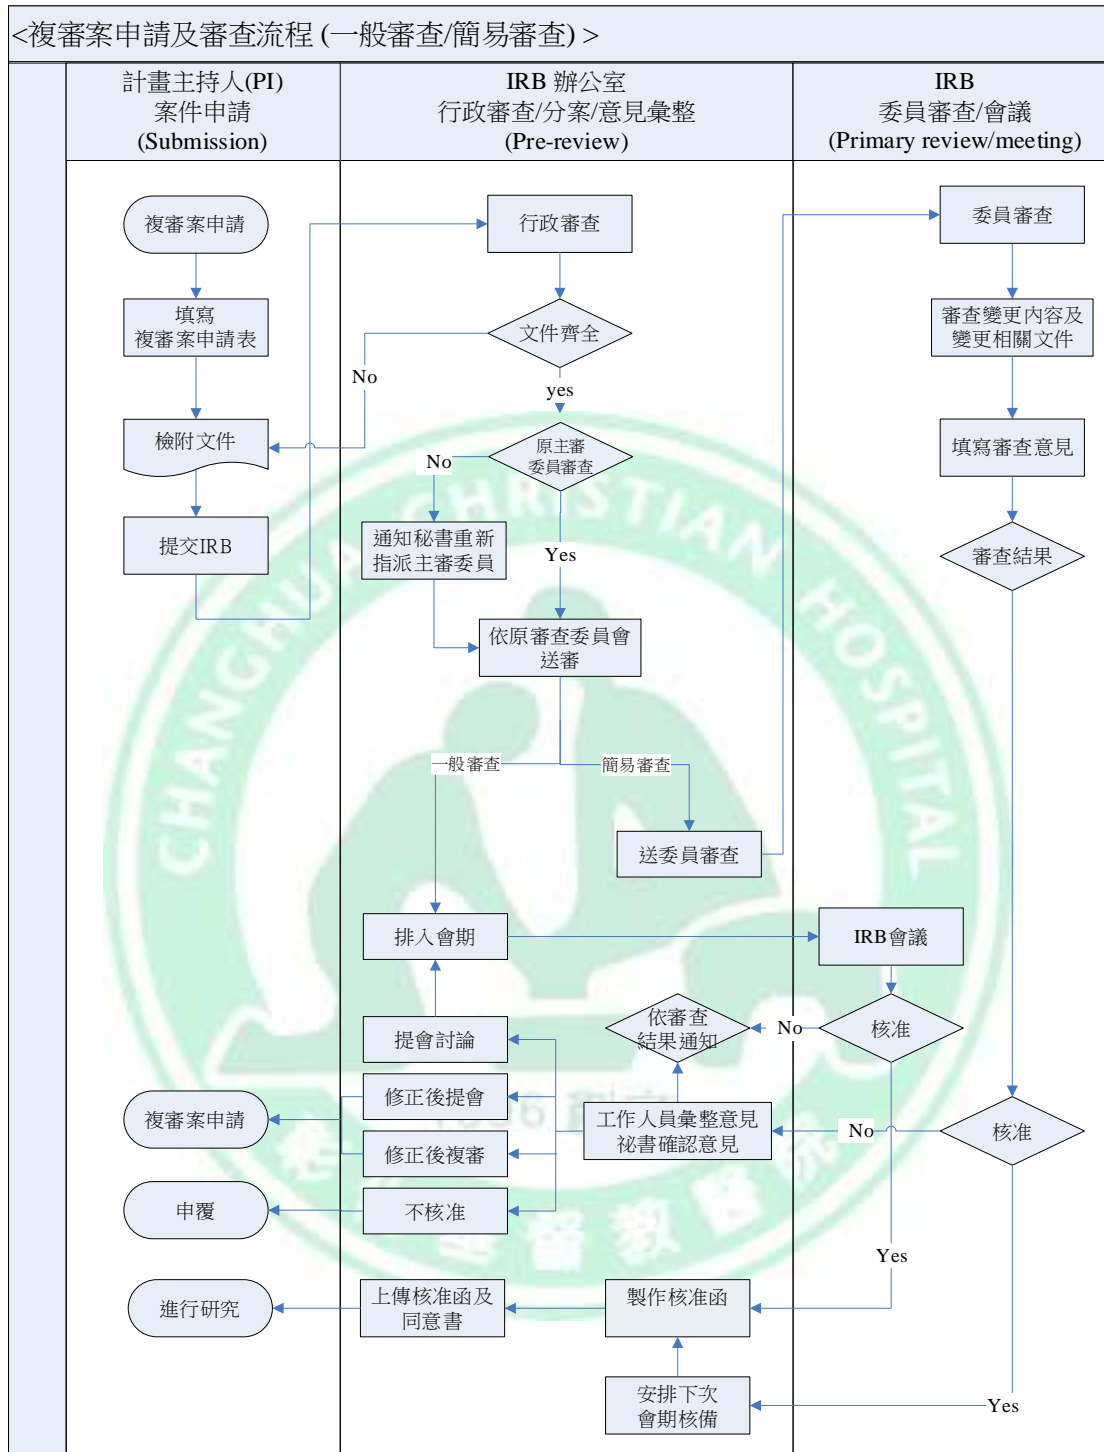 <複審案申請及審查流程 (一般審查/簡易審查) >
計畫主持人(PI)
案件申請
(Submission)
IRB 辦公室
行政審查/分案/意見彙整
(Pre-review)
IRB
委員審查/會議
(Primary review/meeting)
複審案申請
行政審查
委員審查
填寫
複審案申請表
文件齊全
審查變更內容及
變更相關文件
No
yes
檢附文件
原主審
委員審查
填寫審查意見
No
提交IRB
通知秘書重新
指派主審委員
Yes
審查結果
依原審查委員會
送審
一般審查
簡易審查
送委員審查
排入會期
IRB會議
提會討論
依審查
結果通知
No
核准
修正後提會
複審案申請
工作人員彙整意見
祕書確認意見
No
核准
修正後複審
申覆
不核准
Yes
進行研究
上傳核准函及
同意書
製作核准函
安排下次
會期核備
Yes
CHANGHUA CHRISTIAN HOSPITAL
基督教醫院